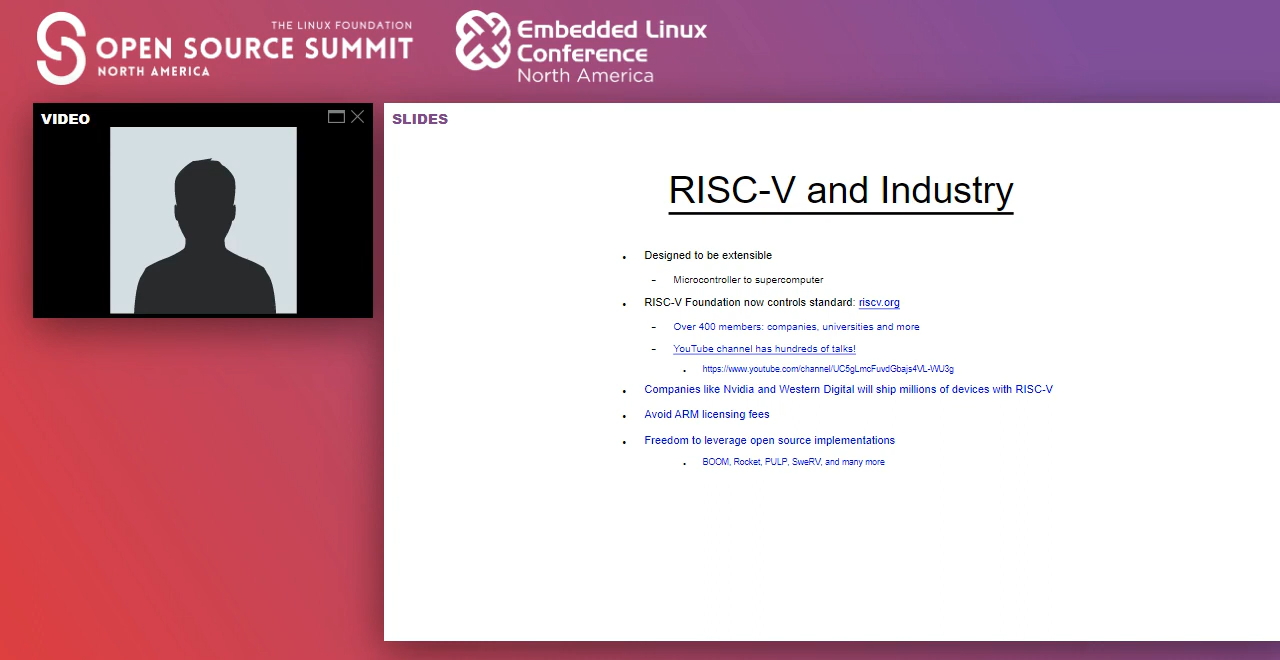 THE LINUX FOUNDATION
OPEN SOURCE SUMMIT
NORTH AMERICA
Embedded Linux
Conference
North America
VIDEO
SLIDES
RISC-V and Industry
• Designed to be extensible
– Microcontroller to supercomputer
• RISC-V Foundation now controls standard: riscv.org
– Over 400 members: companies, universities and more
– YouTube channel has hundreds of talks!
• https://www.youtube.com/channel/UC5gLmcFuvdGbajs4VL-WU3g
• Companies like Nvidia and Western Digital will ship millions of devices with RISC-V
• Avoid ARM licensing fees
• Freedom to leverage open source implementations
• BOOM, Rocket, PULP, SweRV, and many more